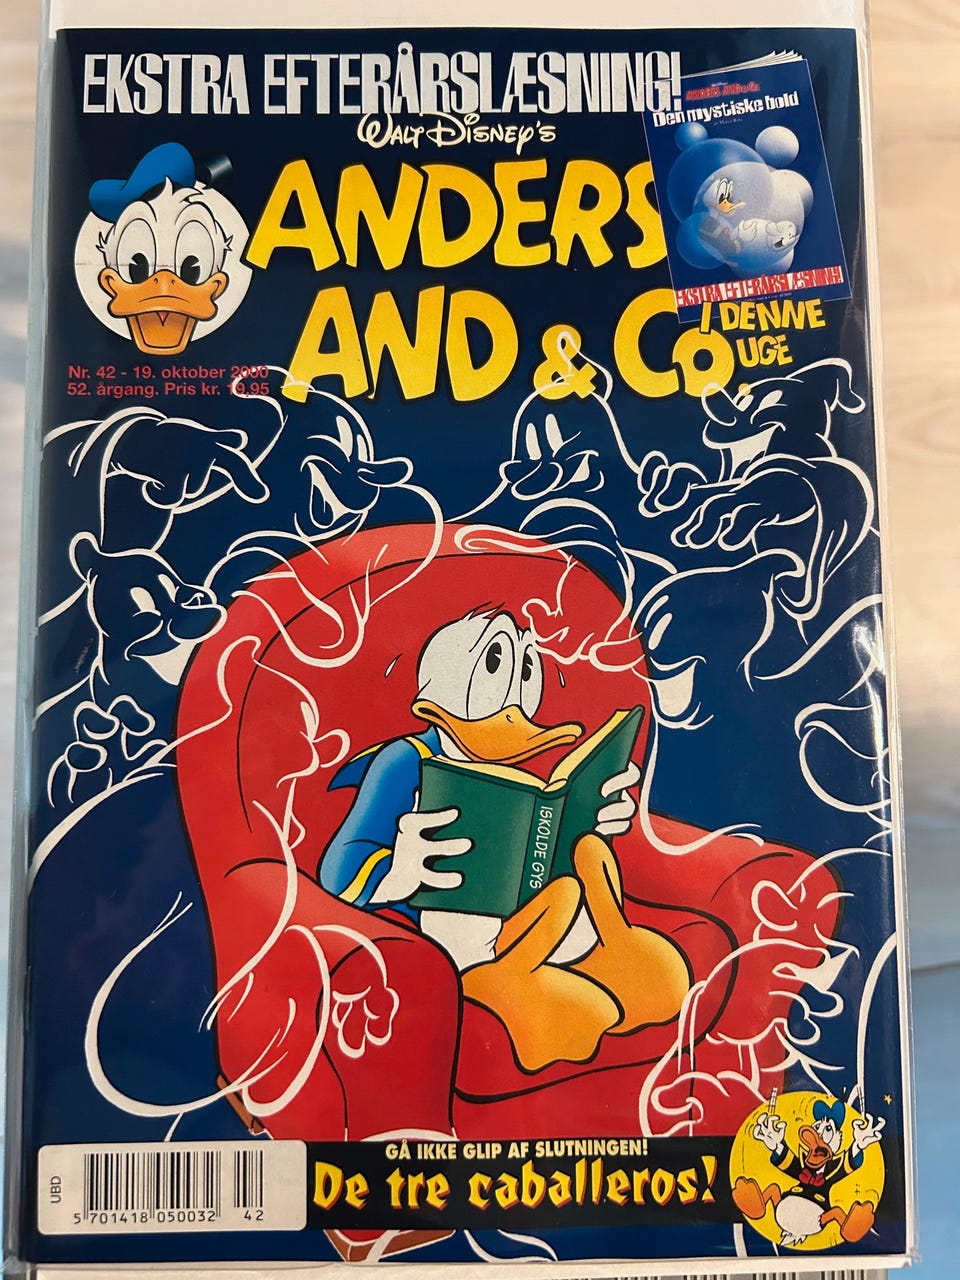 EKSTRA EFTERÅRSLÆSNING!
WALT DISNEY'S
ANDERS
AND & Co.
Den mystiske bold
EKSTRA EFTERÅRSLÆSNING!
I DENNE
UGE
Nr. 42 - 19. oktober 2000
52. årgang. Pris kr. 19,95
ISKOLDE GYS
GÅ IKKE GLIP AF SLUTNINGEN!
De tre caballeros!
UBD
5 701418 050032 42